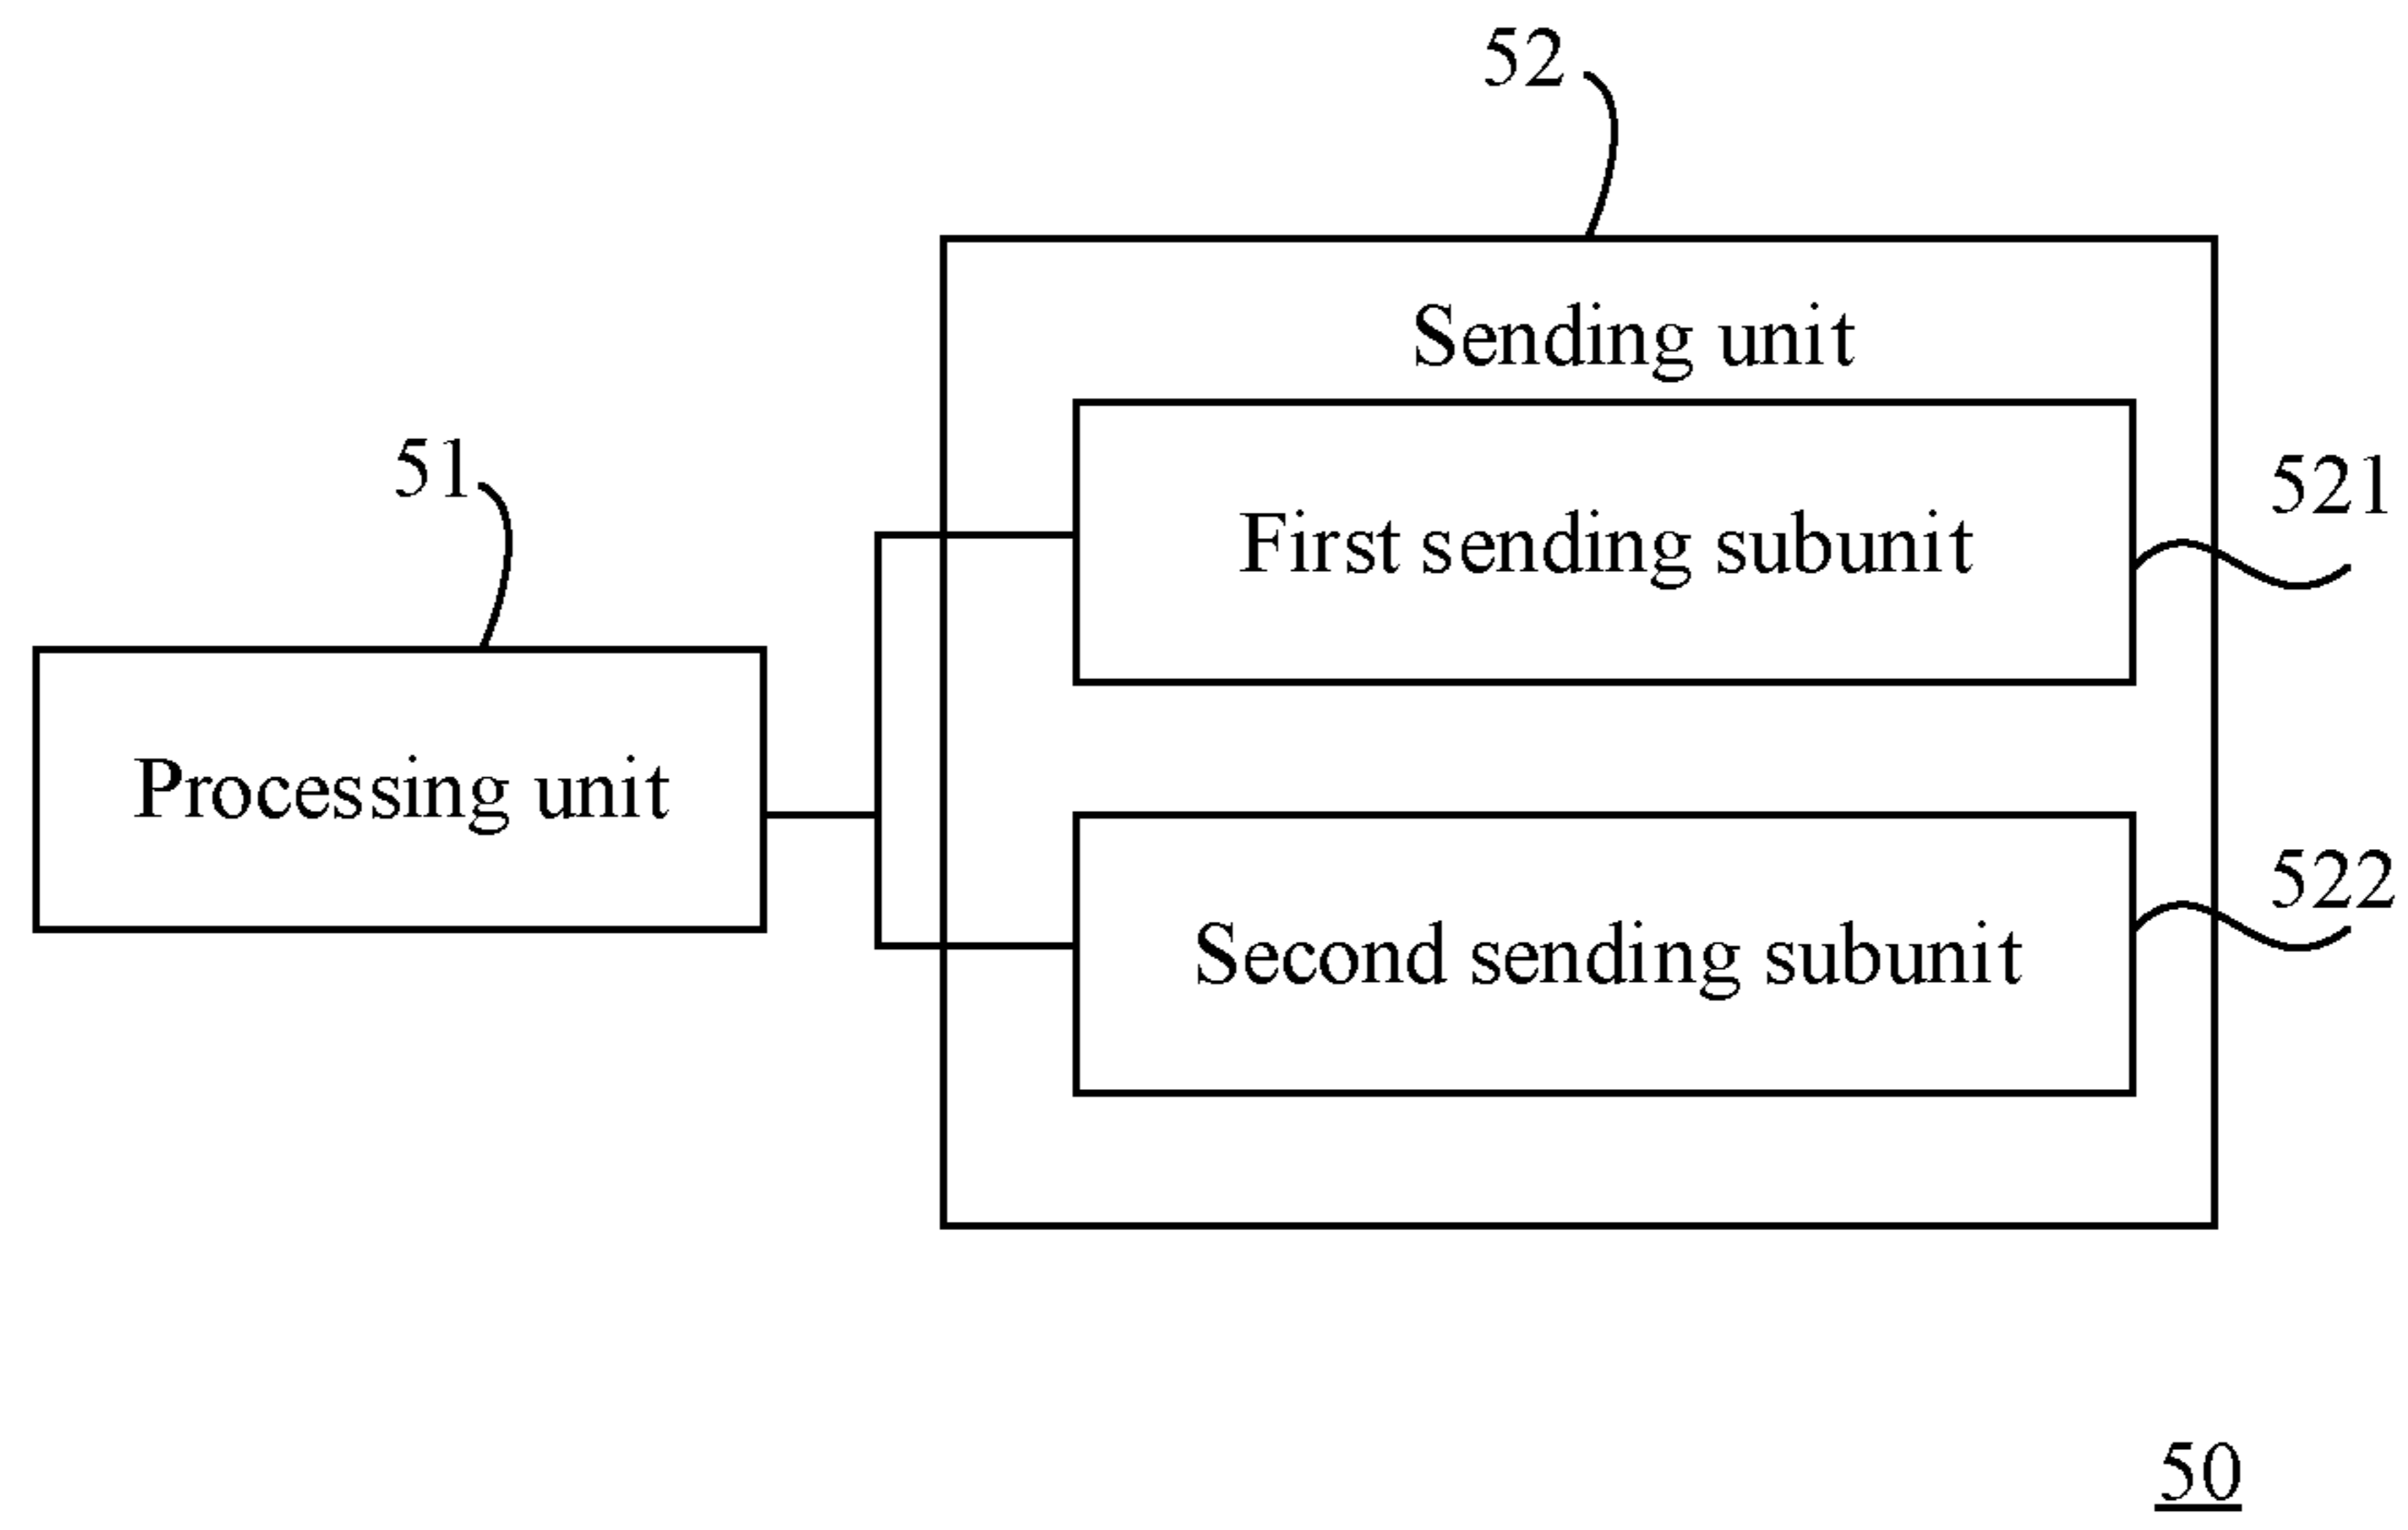 52
Sending unit
51
First sending subunit
521
Processing unit
Second sending subunit
522
50